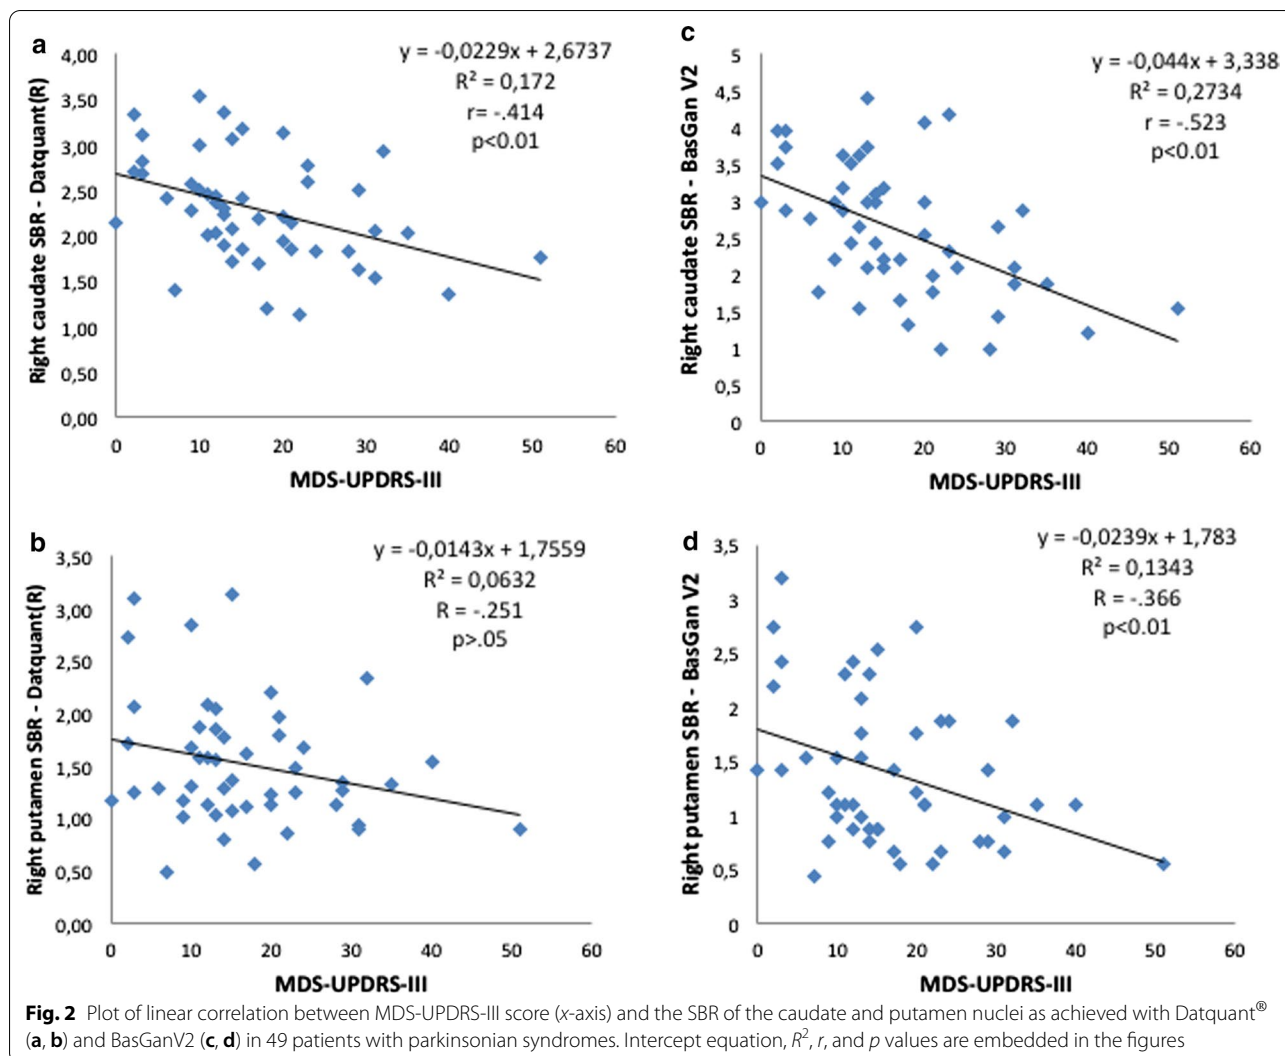 a
y = -0,0229x + 2,6737
R² = 0,172
r= -.414
p<0.01
Right caudate SBR - Datquant(R)
4,00
3,50
3,00
2,50
2,00
1,50
1,00
0,50
0,00
0 10 20 30 40 50 60
MDS-UPDRS-III
c
y = -0,044x + 3,338
R² = 0,2734
r = -.523
p<0.01
Right caudate SBR - BasGan V2
5
4,5
4
3,5
3
2,5
2
1,5
1
0,5
0
0 10 20 30 40 50 60
MDS-UPDRS-III
b
y = -0,0143x + 1,7559
R² = 0,0632
R = -.251
p>.05
Right putamen SBR - Datquant(R)
3,50
3,00
2,50
2,00
1,50
1,00
0,50
0,00
0 10 20 30 40 50 60
MDS-UPDRS-III
d
y = -0,0239x + 1,783
R² = 0,1343
R = -.366
p<0.01
Right putamen SBR - BasGan V2
3,5
3
2,5
2
1,5
1
0,5
0
0 10 20 30 40 50 60
MDS-UPDRS-III
Fig. 2 Plot of linear correlation between MDS-UPDRS-III score (x-axis) and the SBR of the caudate and putamen nuclei as achieved with Datquant®
(a, b) and BasGanV2 (c, d) in 49 patients with parkinsonian syndromes. Intercept equation, R², r, and p values are embedded in the figures